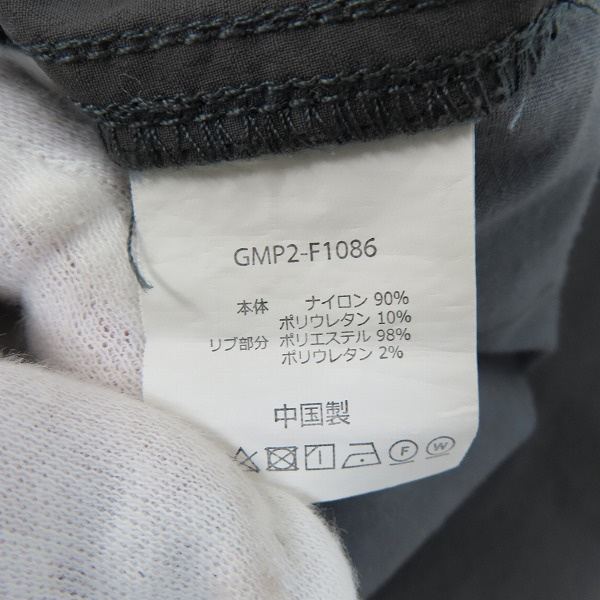 GMP2-F1086
本体 ナイロン 90%
ポリウレタン 10%
リブ部分 ポリエステル 98%
ポリウレタン 2%
中国製
F W